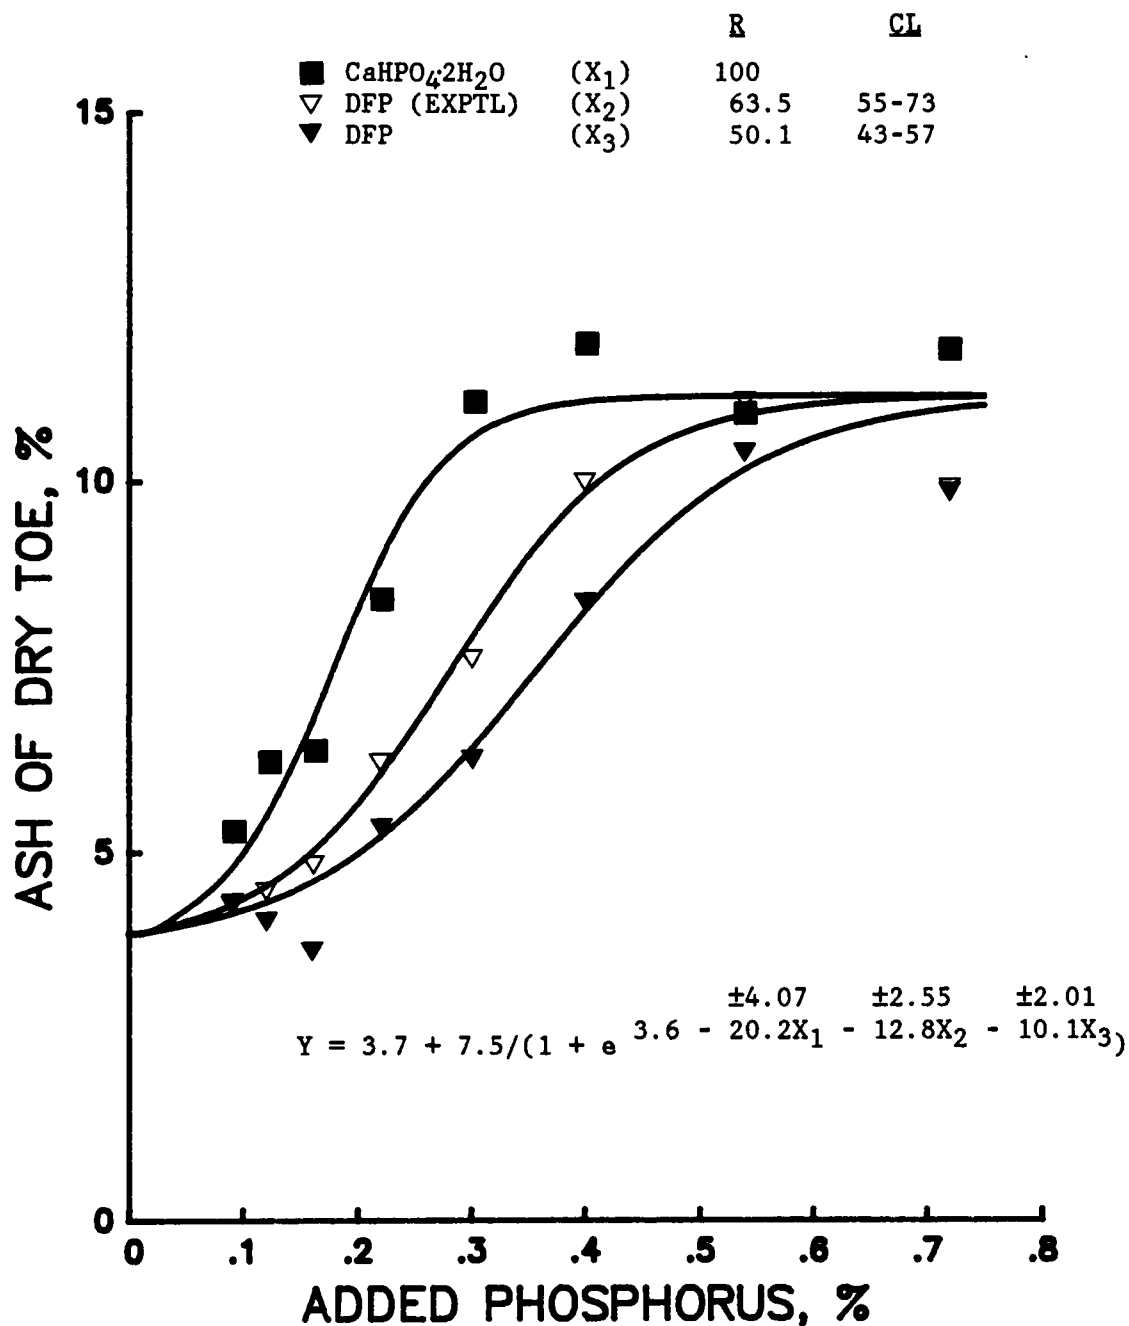 R CL
CaHPO₄·2H₂O (X₁) 100
DFP (EXPTL) (X₂) 63.5 55-73
DFP (X₃) 50.1 43-57
15
10
5
0
ASH OF DRY TOE, %
±4.07 ±2.55 ±2.01
Y = 3.7 + 7.5/(1 + e 3.6 - 20.2X₁ - 12.8X₂ - 10.1X₃)
0 .1 .2 .3 .4 .5 .6 .7 .8
ADDED PHOSPHORUS, %